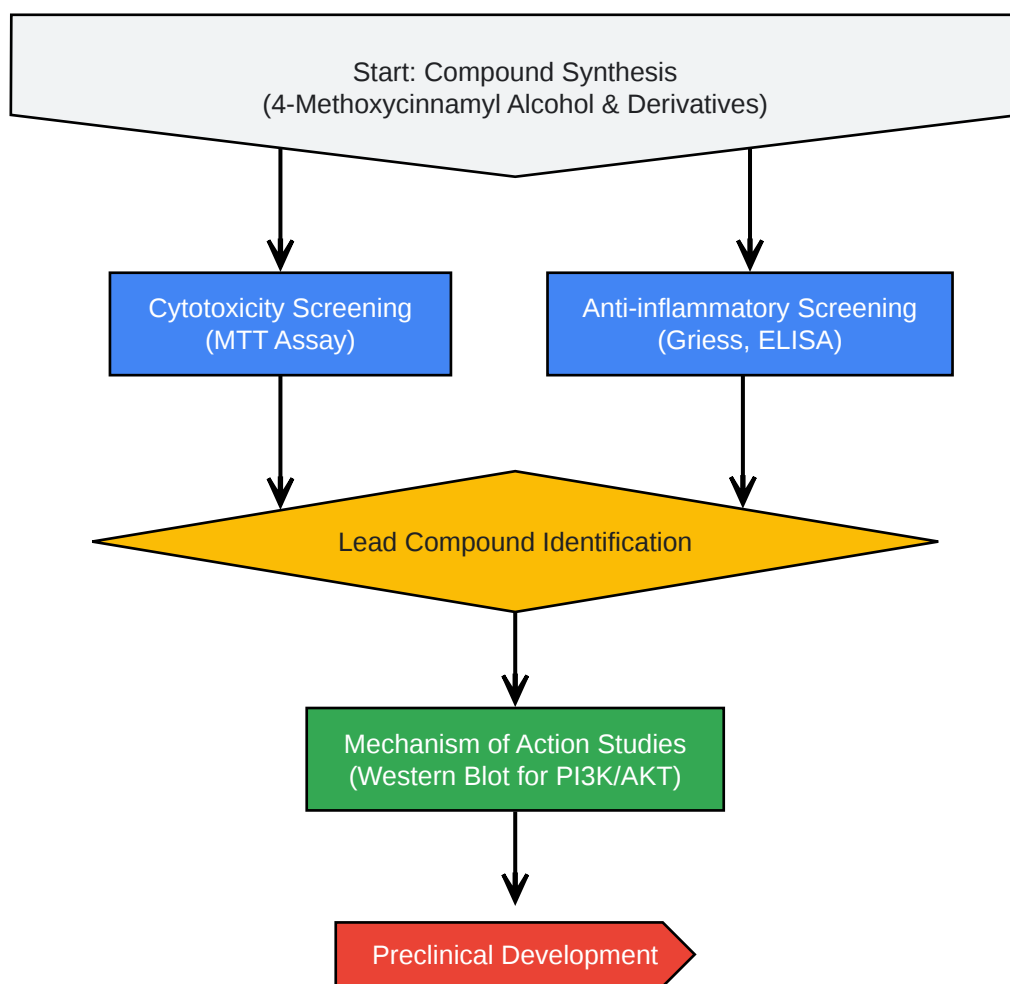 Start: Compound Synthesis
(4-Methoxycinnamyl Alcohol & Derivatives)
Cytotoxicity Screening
(MTT Assay)
Anti-inflammatory Screening
(Griess, ELISA)
Lead Compound Identification
Mechanism of Action Studies
(Western Blot for PI3K/AKT)
Preclinical Development